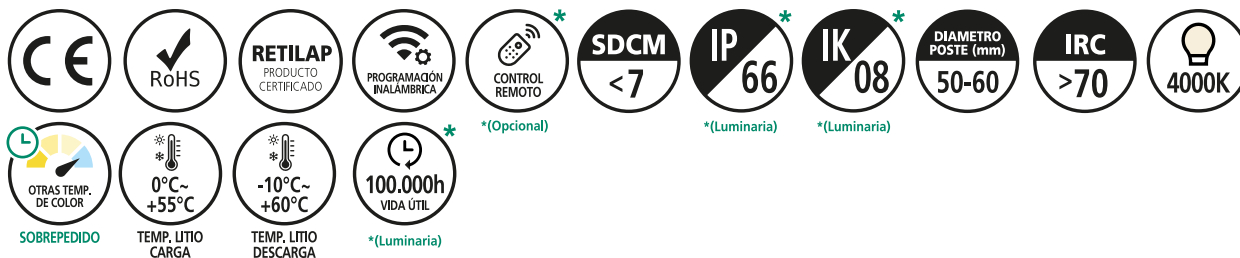 CE
RoHS
RETILAP
PRODUCTO
CERTIFICADO
PROGRAMACIÓN
INALÁMBRICA
*
CONTROL
REMOTO
*(Opcional)
SDCM
<7
*
IP
66
*(Luminaria)
*
IK
08
*(Luminaria)
DIAMETRO
POSTE (mm)
50-60
IRC
>70
4000K
OTRAS TEMP.
DE COLOR
SOBREPEDIDO
0°C~
+55°C
TEMP. LITIO
CARGA
-10°C~
+60°C
TEMP. LITIO
DESCARGA
*
100.000h
VIDA ÚTIL
*(Luminaria)